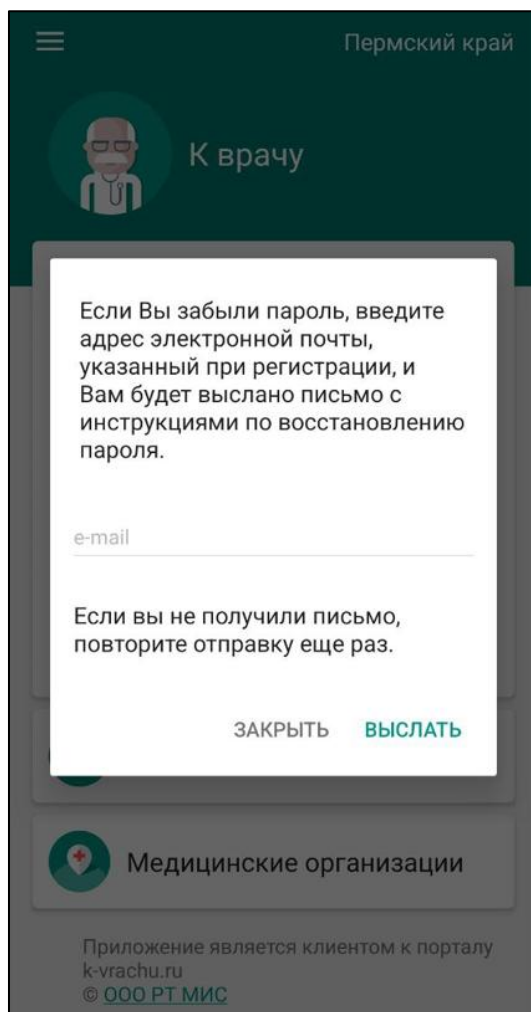 Пермский край
К врачу
Если Вы забыли пароль, введите
адрес электронной почты,
указанный при регистрации, и
Вам будет выслано письмо с
инструкциями по восстановлению
пароля.
e-mail
Если вы не получили письмо,
повторите отправку еще раз.
ЗАКРЫТЬ ВЫСЛАТЬ
Медицинские организации
Приложение является клиентом к порталу
k-vrachu.ru
© ООО РТ МИС